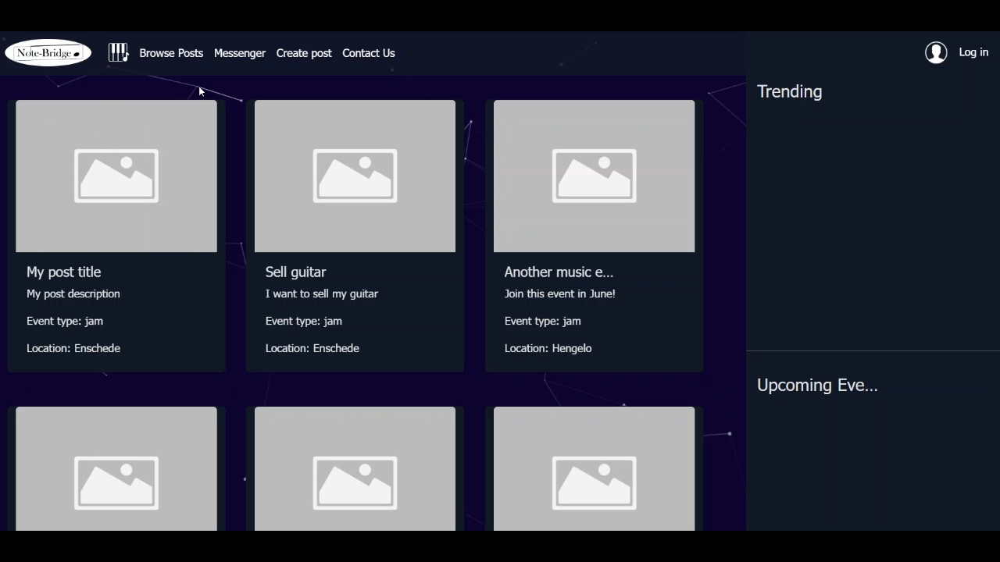 Note-Bridge
Browse Posts
Messenger
Create post
Contact Us
Log in
Trending
My post title
My post description
Event type: jam
Location: Enschede
Sell guitar
I want to sell my guitar
Event type: jam
Location: Enschede
Another music e...
Join this event in June!
Event type: jam
Location: Hengelo
Upcoming Eve...